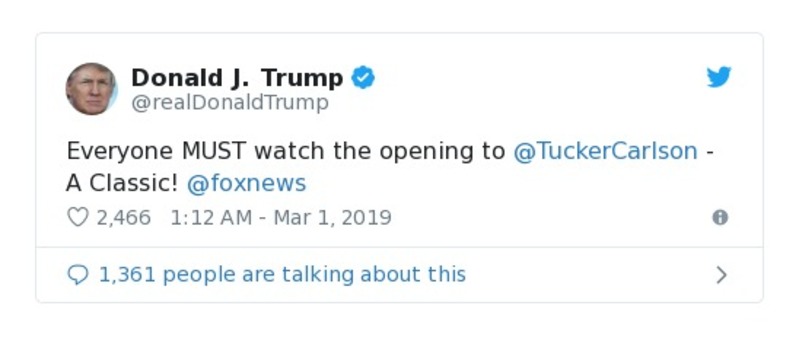 Donald J. Trump
@realDonaldTrump
Everyone MUST watch the opening to @TuckerCarlson -
A Classic! @foxnews
2,466 1:12 AM - Mar 1, 2019
1,361 people are talking about this